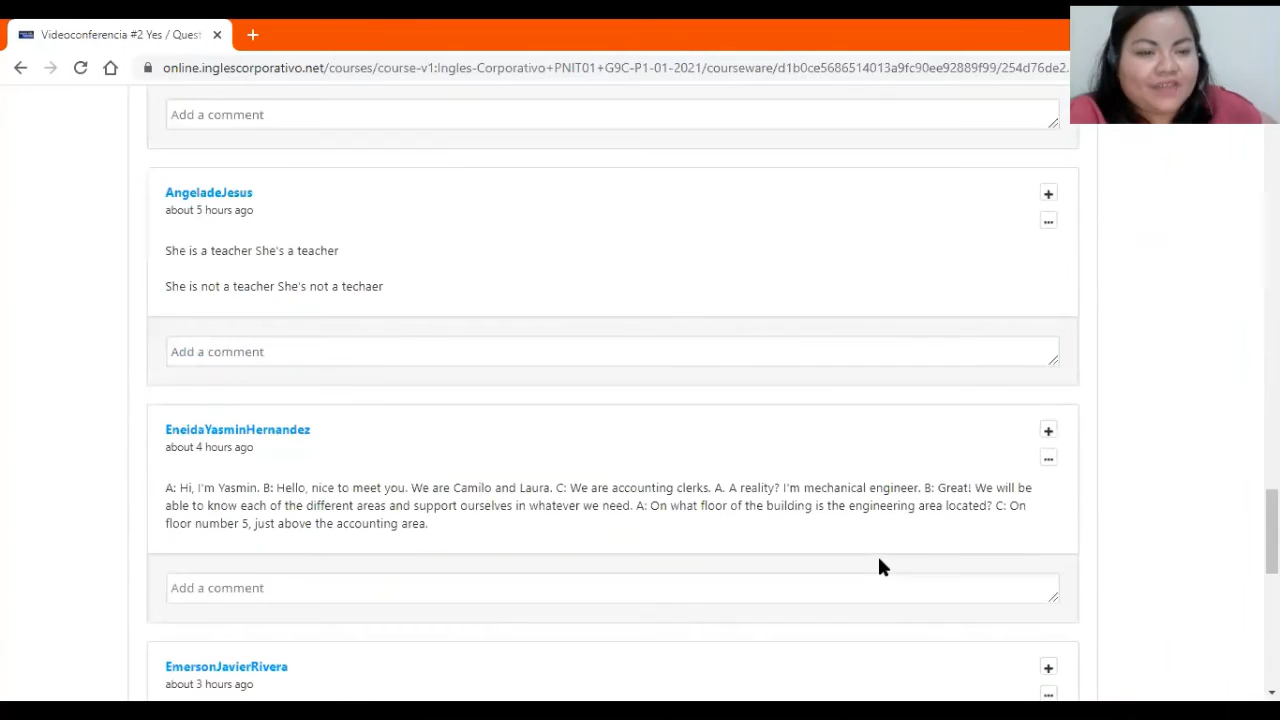 Videoconferencia #2 Yes / Quest
online.inglescorporativo.net/courses/course-v1:Ingles-Corporativo+PNIT01+G9C-P1-01-2021/courseware/d1b0ce5686514013a9fc90ee92889f99/254d76de2...
Add a comment
AngeladeJesus
about 5 hours ago
She is a teacher She's a teacher
She is not a teacher She's not a techaer
Add a comment
EneidaYasminHernandez
about 4 hours ago
A: Hi, I'm Yasmin. B: Hello, nice to meet you. We are Camilo and Laura. C: We are accounting clerks. A. A reality? I'm mechanical engineer. B: Great! We will be
able to know each of the different areas and support ourselves in whatever we need. A: On what floor of the building is the engineering area located? C: On
floor number 5, just above the accounting area.
Add a comment
EmersonJavierRivera
about 3 hours ago